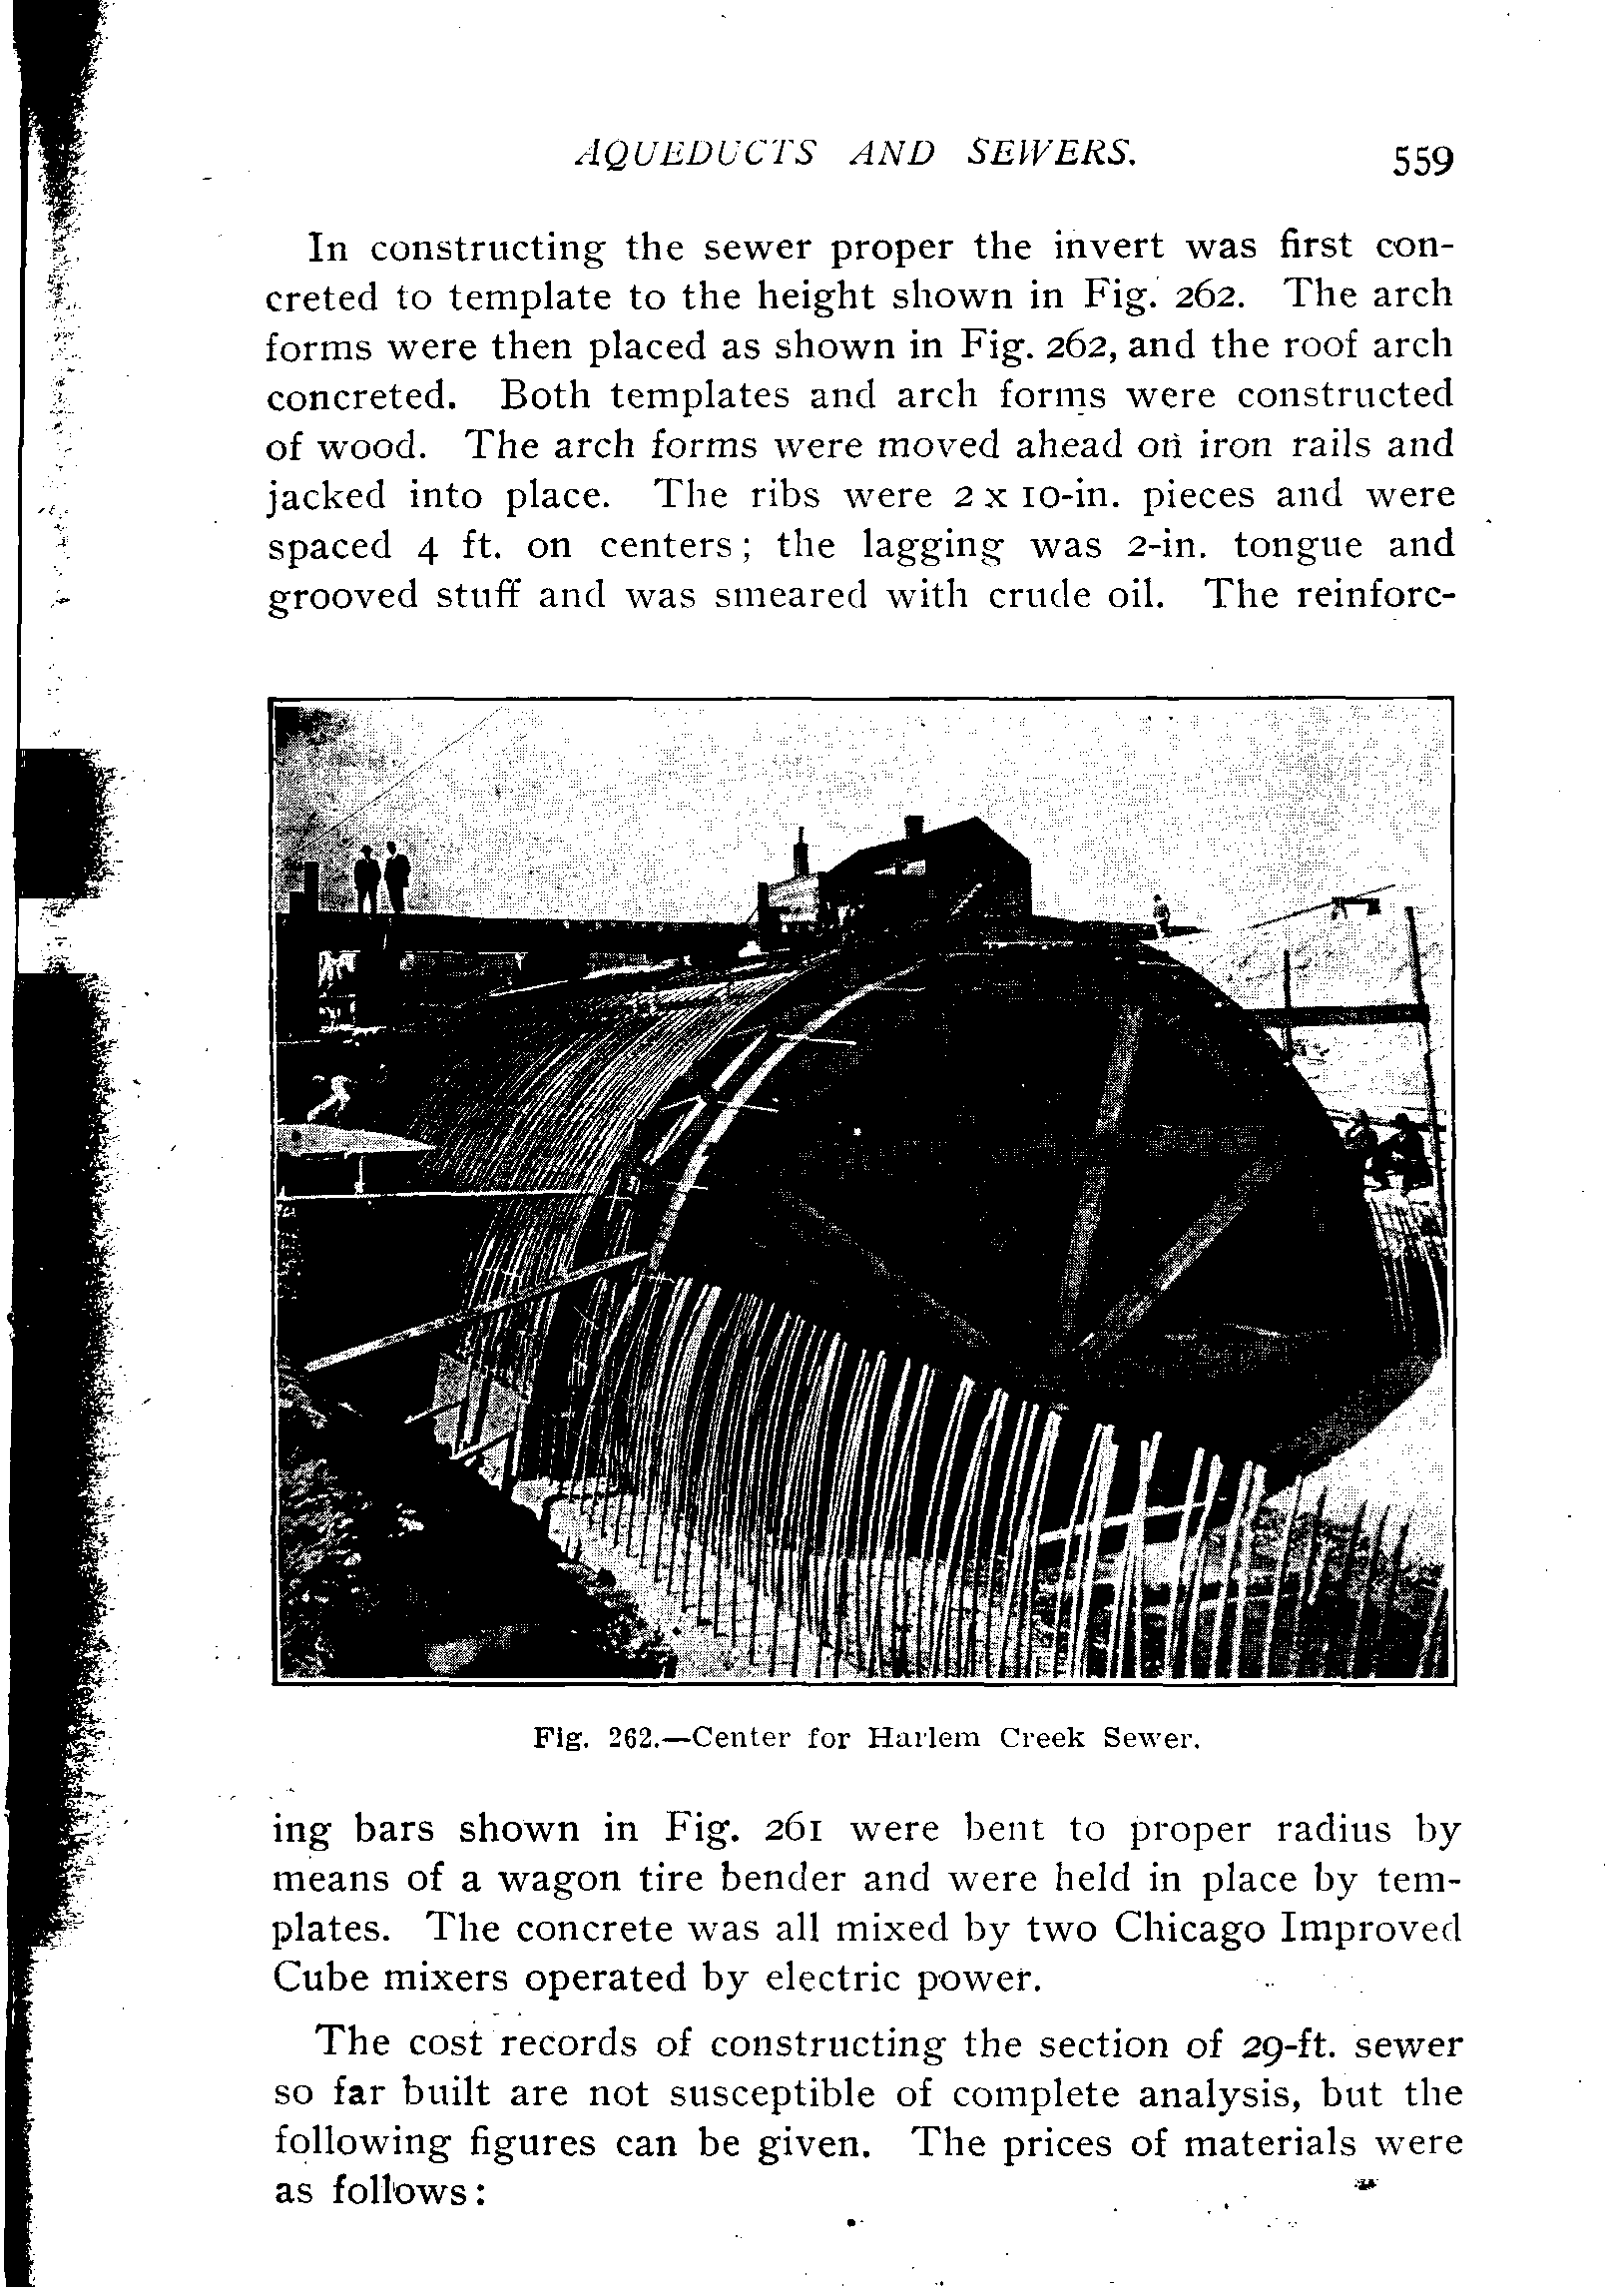 AQUEDUCTS AND SEWERS. 559
In constructing the sewer proper the invert was first con-
creted to template to the height shown in Fig. 262. The arch
forms were then placed as shown in Fig. 262, and the roof arch
concreted. Both templates and arch forms were constructed
of wood. The arch forms were moved ahead on iron rails and
jacked into place. The ribs were 2 x 10-in. pieces and were
spaced 4 ft. on centers; the lagging was 2-in. tongue and
grooved stuff and was smeared with crude oil. The reinforc-
Fig. 262.—Center for Harlem Creek Sewer.
ing bars shown in Fig. 261 were bent to proper radius by
means of a wagon tire bender and were held in place by tem-
plates. The concrete was all mixed by two Chicago Improved
Cube mixers operated by electric power.
The cost records of constructing the section of 29-ft. sewer
so far built are not susceptible of complete analysis, but the
following figures can be given. The prices of materials were
as follows: